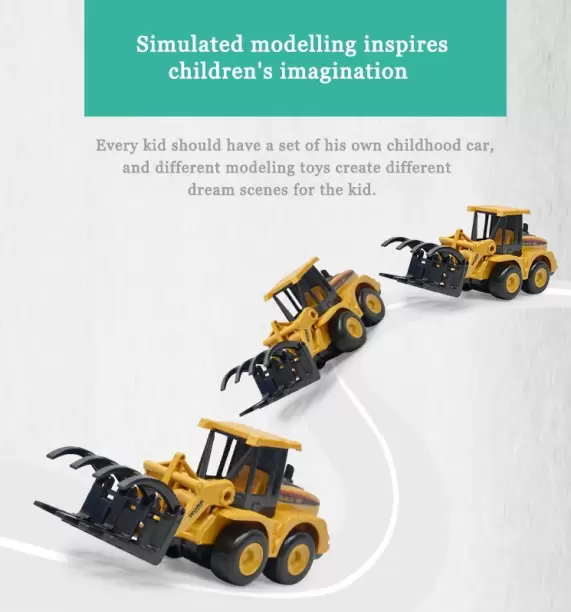 Simulated modelling inspires
children's imagination
Every kid should have a set of his own childhood car,
and different modeling toys create different
dream scenes for the kid.